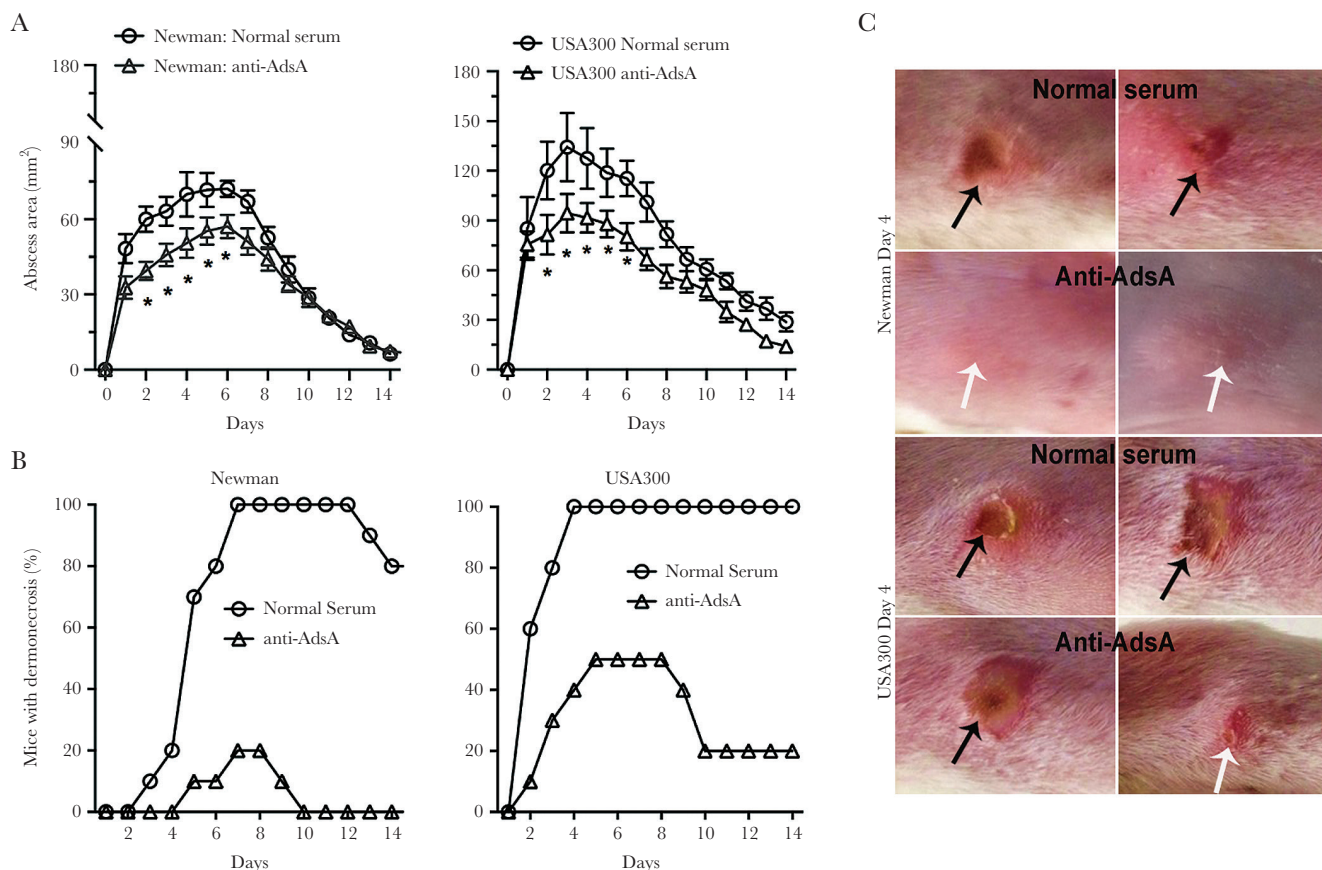 A
Newman: Normal serum
Newman: anti-AdsA
Abscess area (mm²)
180
90
60
30
0
0 2 4 6 8 10 12 14
Days
* * * * *
USA300 Normal serum
USA300 anti-AdsA
180
150
120
90
60
30
0
0 2 4 6 8 10 12 14
Days
* * * * *
B
Newman
Mice with dermonecrosis (%)
100
80
60
40
20
0
Normal Serum
anti-AdsA
2 4 6 8 10 12 14
Days
USA300
100
80
60
40
20
0
Normal Serum
anti-AdsA
2 4 6 8 10 12 14
Days
C
Newman Day 4
Normal serum
Anti-AdsA
USA300 Day 4
Normal serum
Anti-AdsA